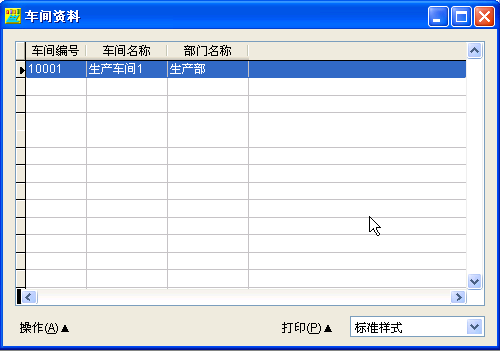 车间资料
车间编号 车间名称 部门名称
10001 生产车间1 生产部
操作(A)▲ 打印(P)▲ 标准样式